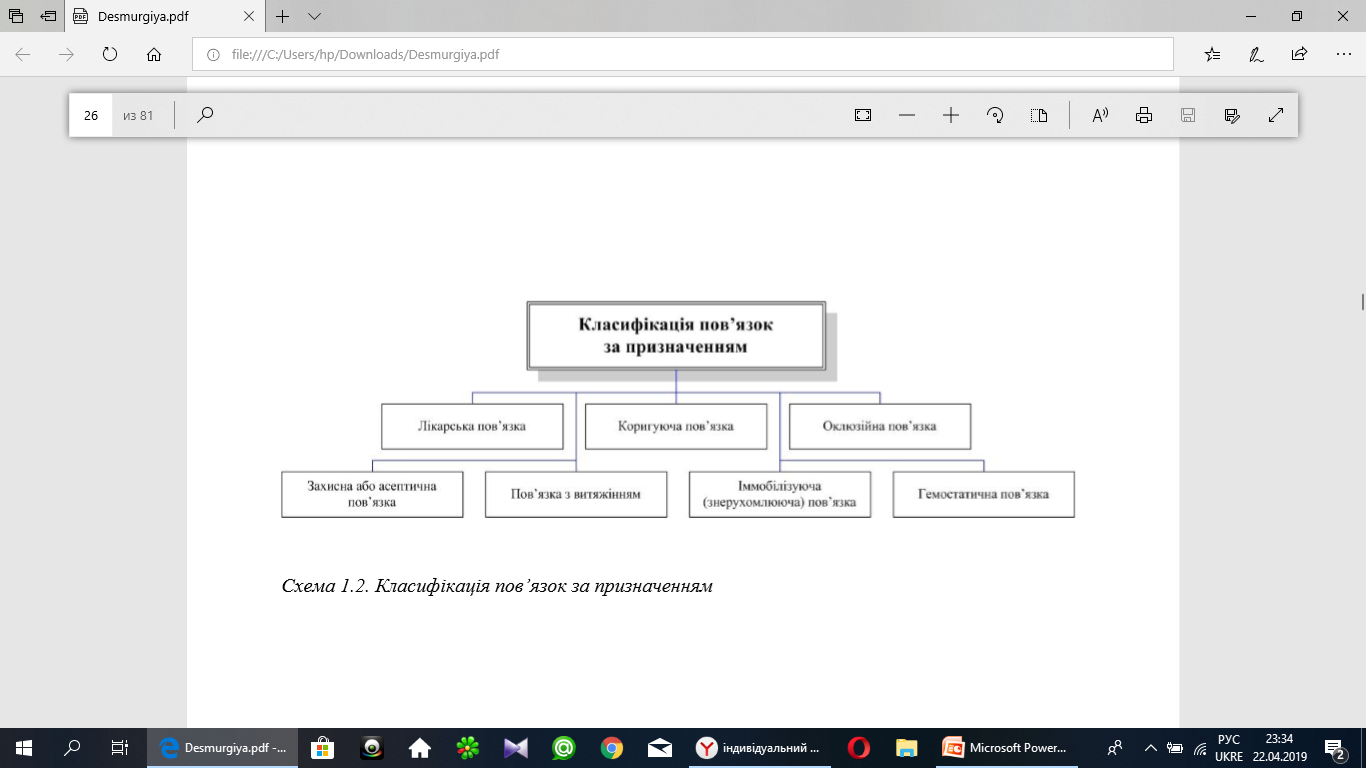 Desmurgiya.pdf
file:///C:/Users/hp/Downloads/Desmurgiya.pdf
26 из 81
Класифікація пов’язок
за призначенням
Лікарська пов’язка
Коригуюча пов’язка
Оклюзійна пов’язка
Захисна або асептична
пов’язка
Пов’язка з витяжінням
Іммобілізуюча
(знерухомлююча) пов’язка
Гемостатична пов’язка
Схема 1.2. Класифікація пов’язок за призначенням
Desmurgiya.pdf -...
індивідуальний ...
Microsoft Power...
РУС
UKRE
23:34
22.04.2019
2